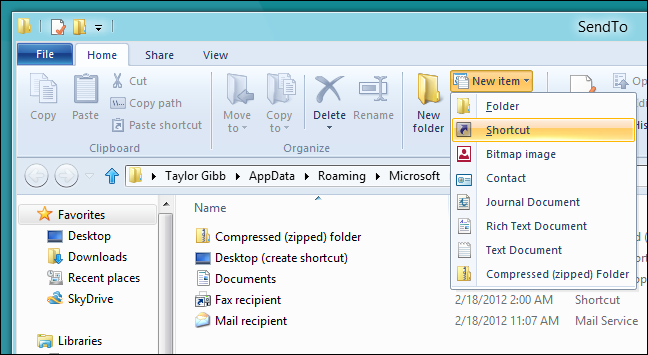 SendTo
File Home Share View
Copy Paste Cut
Copy path
Paste shortcut
Clipboard
Move to Copy to Delete Rename
Organize
New folder
New item
Folder
Shortcut
Bitmap image
Contact
Journal Document
Rich Text Document
Text Document
Compressed (zipped) Folder
Taylor Gibb AppData Roaming Microsoft
Favorites
Desktop
Downloads
Recent places
SkyDrive
Libraries
Name
Compressed (zipped) folder
Desktop (create shortcut)
Documents
Fax recipient 2/18/2012 2:00 AM Shortcut
Mail recipient 2/18/2012 11:07 AM Mail Service